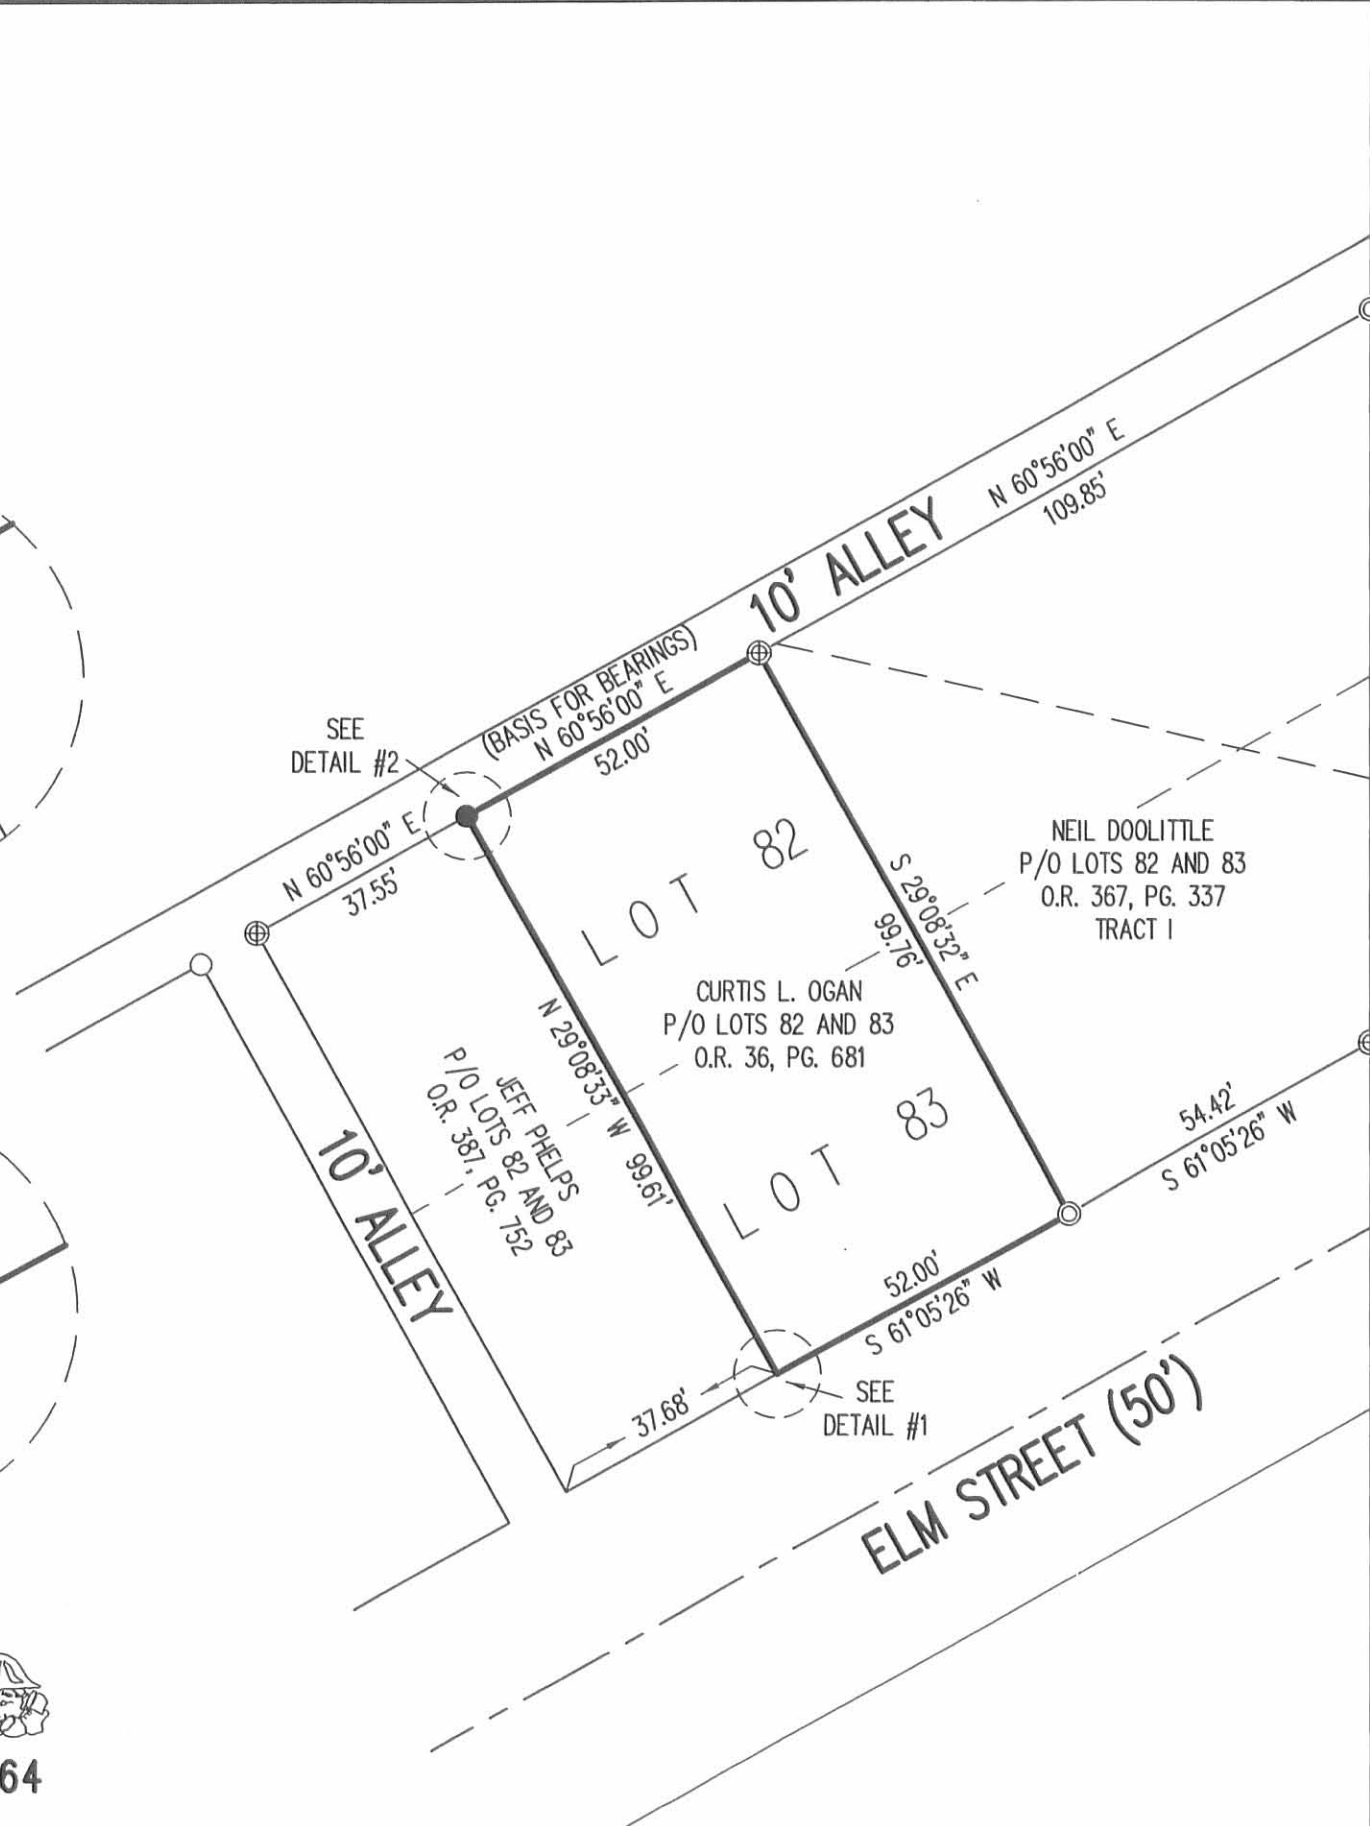 N 60°56'00" E
109.85'
10' ALLEY
(BASIS FOR BEARINGS)
N 60°56'00" E
52.00'
SEE
DETAIL #2
N 60°56'00" E
37.55'
LOT 82
S 29°08'32" E
99.76'
NEIL DOOLITTLE
P/O LOTS 82 AND 83
O.R. 367, PG. 337
TRACT I
CURTIS L. OGAN
P/O LOTS 82 AND 83
O.R. 36, PG. 681
N 29°08'33" W 99.61'
JEFF PHELPS
P/O LOTS 82 AND 83
O.R. 387, PG. 752
10' ALLEY
LOT 83
54.42'
S 61°05'26" W
52.00'
S 61°05'26" W
37.68'
SEE
DETAIL #1
ELM STREET (50')
64